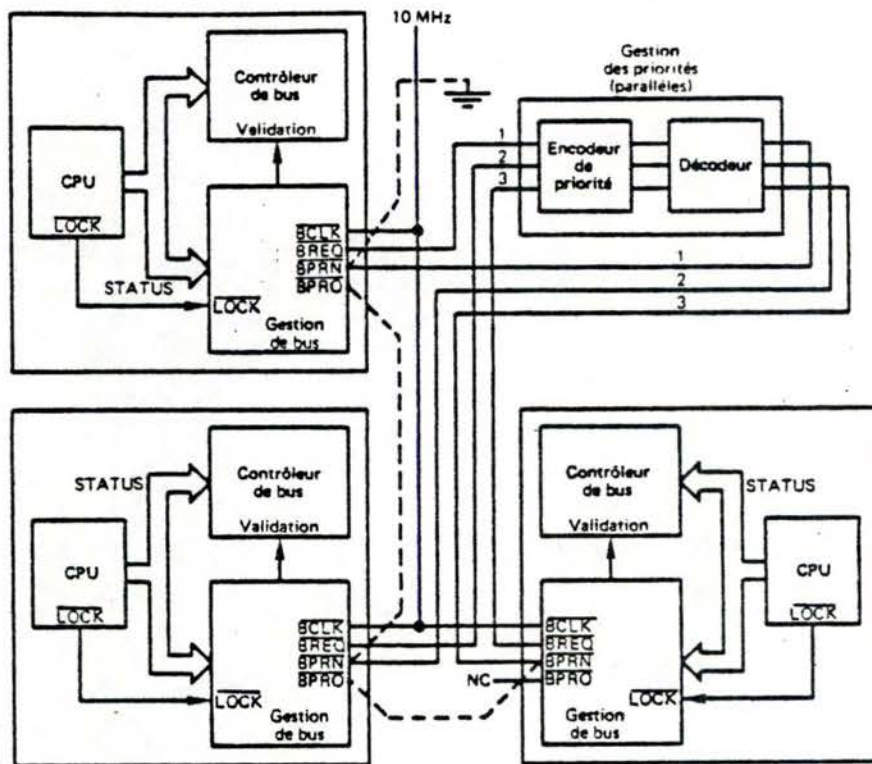 10 MHz
Contrôleur
de bus
Validation
CPU
LOCK
STATUS
LOCK
BCLK
BREQ
BPRN
BPRO
Gestion
de bus
Gestion
des priorités
(parallèles)
Encodeur
de
priorité
Décodeur
1
2
3
1
2
3
Contrôleur
de bus
Validation
STATUS
CPU
LOCK
LOCK
BCLK
BREQ
BPRN
BPRO
Gestion
de bus
Contrôleur
de bus
Validation
STATUS
CPU
LOCK
BCLK
BREQ
BPRN
NC
BPRO
LOCK
Gestion
de bus